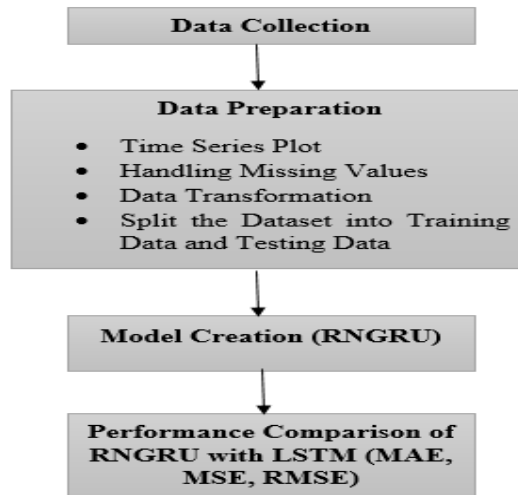 Data Collection
Data Preparation
• Time Series Plot
• Handling Missing Values
• Data Transformation
• Split the Dataset into Training
Data and Testing Data
Model Creation (RNGRU)
Performance Comparison of
RNGRU with LSTM (MAE,
MSE, RMSE)